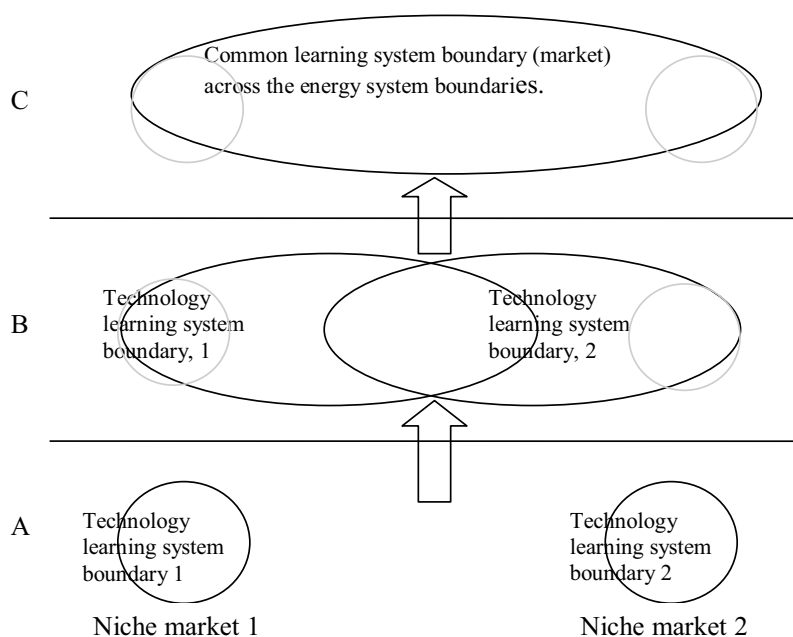 Common learning system boundary (market)
across the energy system boundaries.
C
Technology
learning system
boundary, 1
Technology
learning system
boundary, 2
B
Technology
learning system
boundary 1
Technology
learning system
boundary 2
A
Niche market 1
Niche market 2